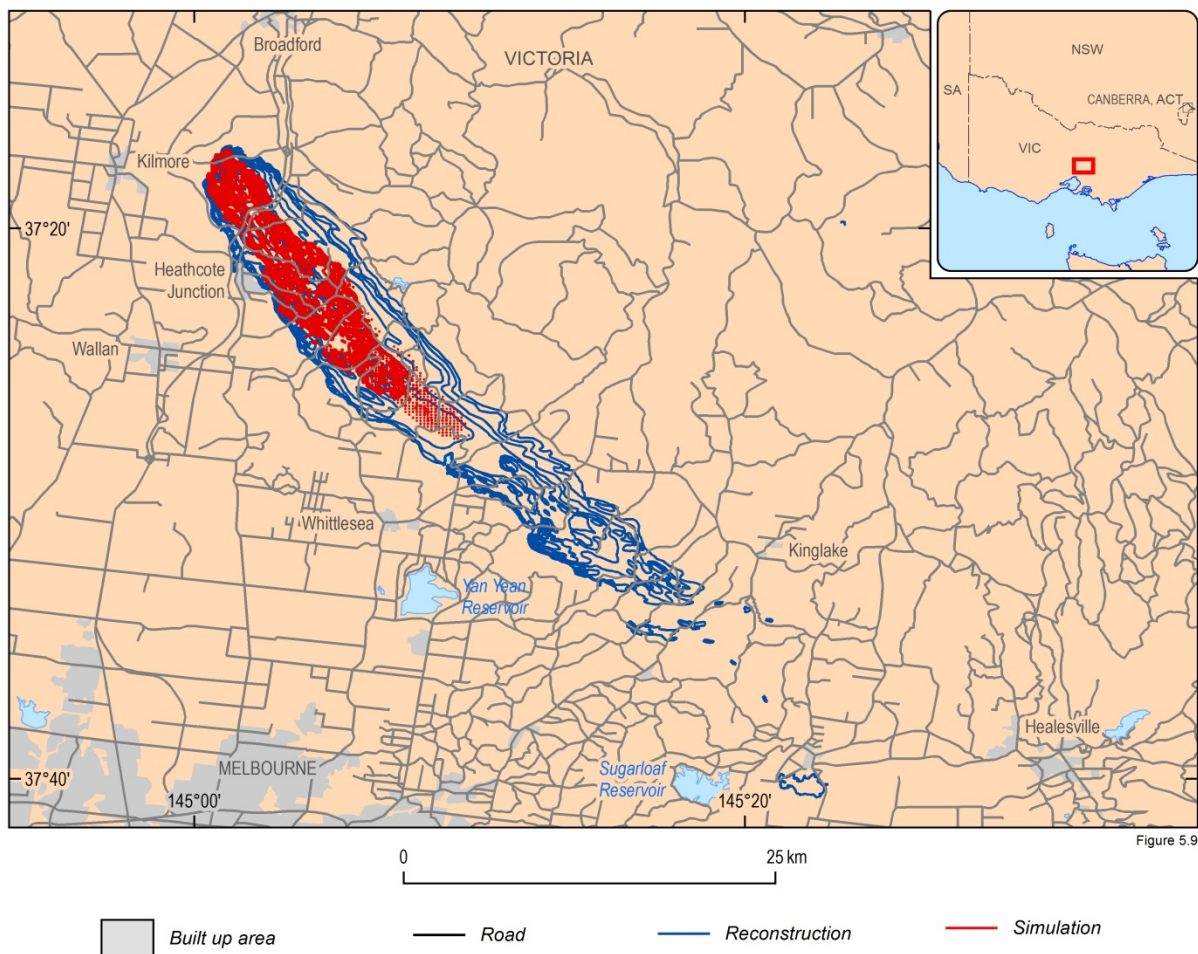 Broadford
VICTORIA
NSW
SA
CANBERRA, ACT
VIC
Kilmore
37°20'
Heathcote
Junction
Wallan
Whittlesea
Kinglake
Yan Yean
Reservoir
Healesville
MELBOURNE
Sugarloaf
Reservoir
37°40'
145°00'
145°20'
Figure 5.9
0
25 km
Built up area
Road
Reconstruction
Simulation